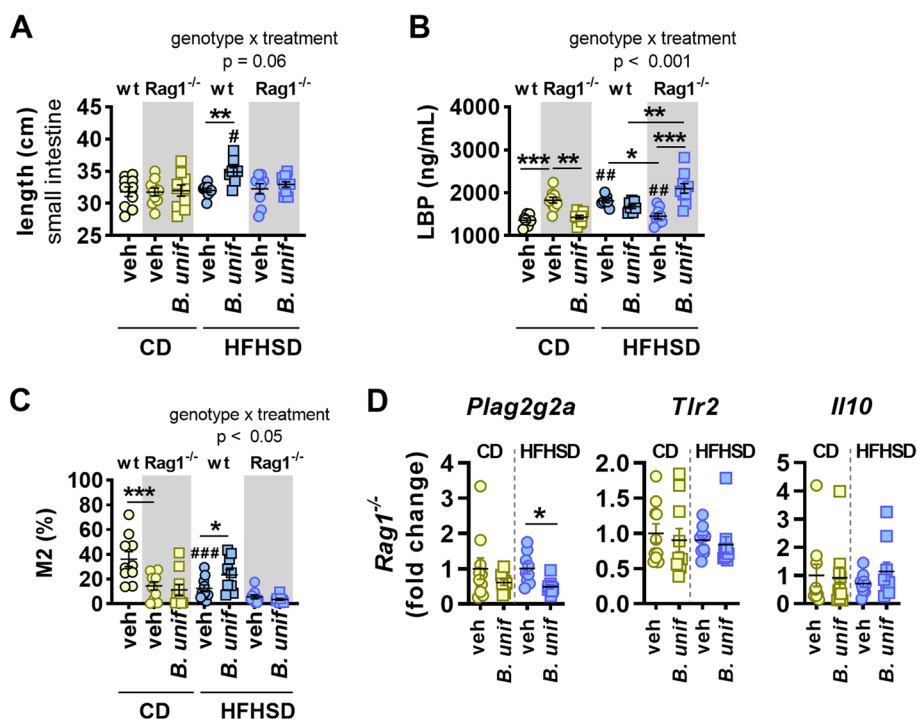 A
genotype x treatment
p = 0.06
wt Rag1-/- wt Rag1-/-
length (cm)
small intestine
45
40
35
30
25
**
#
veh veh B. unif veh B. unif veh B. unif
CD HFHSD
B
genotype x treatment
p < 0.001
wt Rag1-/- wt Rag1-/-
LBP (ng/mL)
4000
3000
2000
1000
*** ** ## * ## ** ***
veh veh B. unif veh B. unif veh B. unif
CD HFHSD
C
genotype x treatment
p < 0.05
wt Rag1-/- wt Rag1-/-
M2 (%)
100
80
60
40
20
0
*** ### *
veh veh B. unif veh B. unif veh B. unif
CD HFHSD
D
Rag1-/-
(fold change)
Plag2g2a
CD HFHSD
4
3
2
1
0
*
veh B. unif veh B. unif
Tlr2
CD HFHSD
2.0
1.5
1.0
0.5
0.0
veh B. unif veh B. unif
Il10
CD HFHSD
5
4
3
2
1
0
veh B. unif veh B. unif